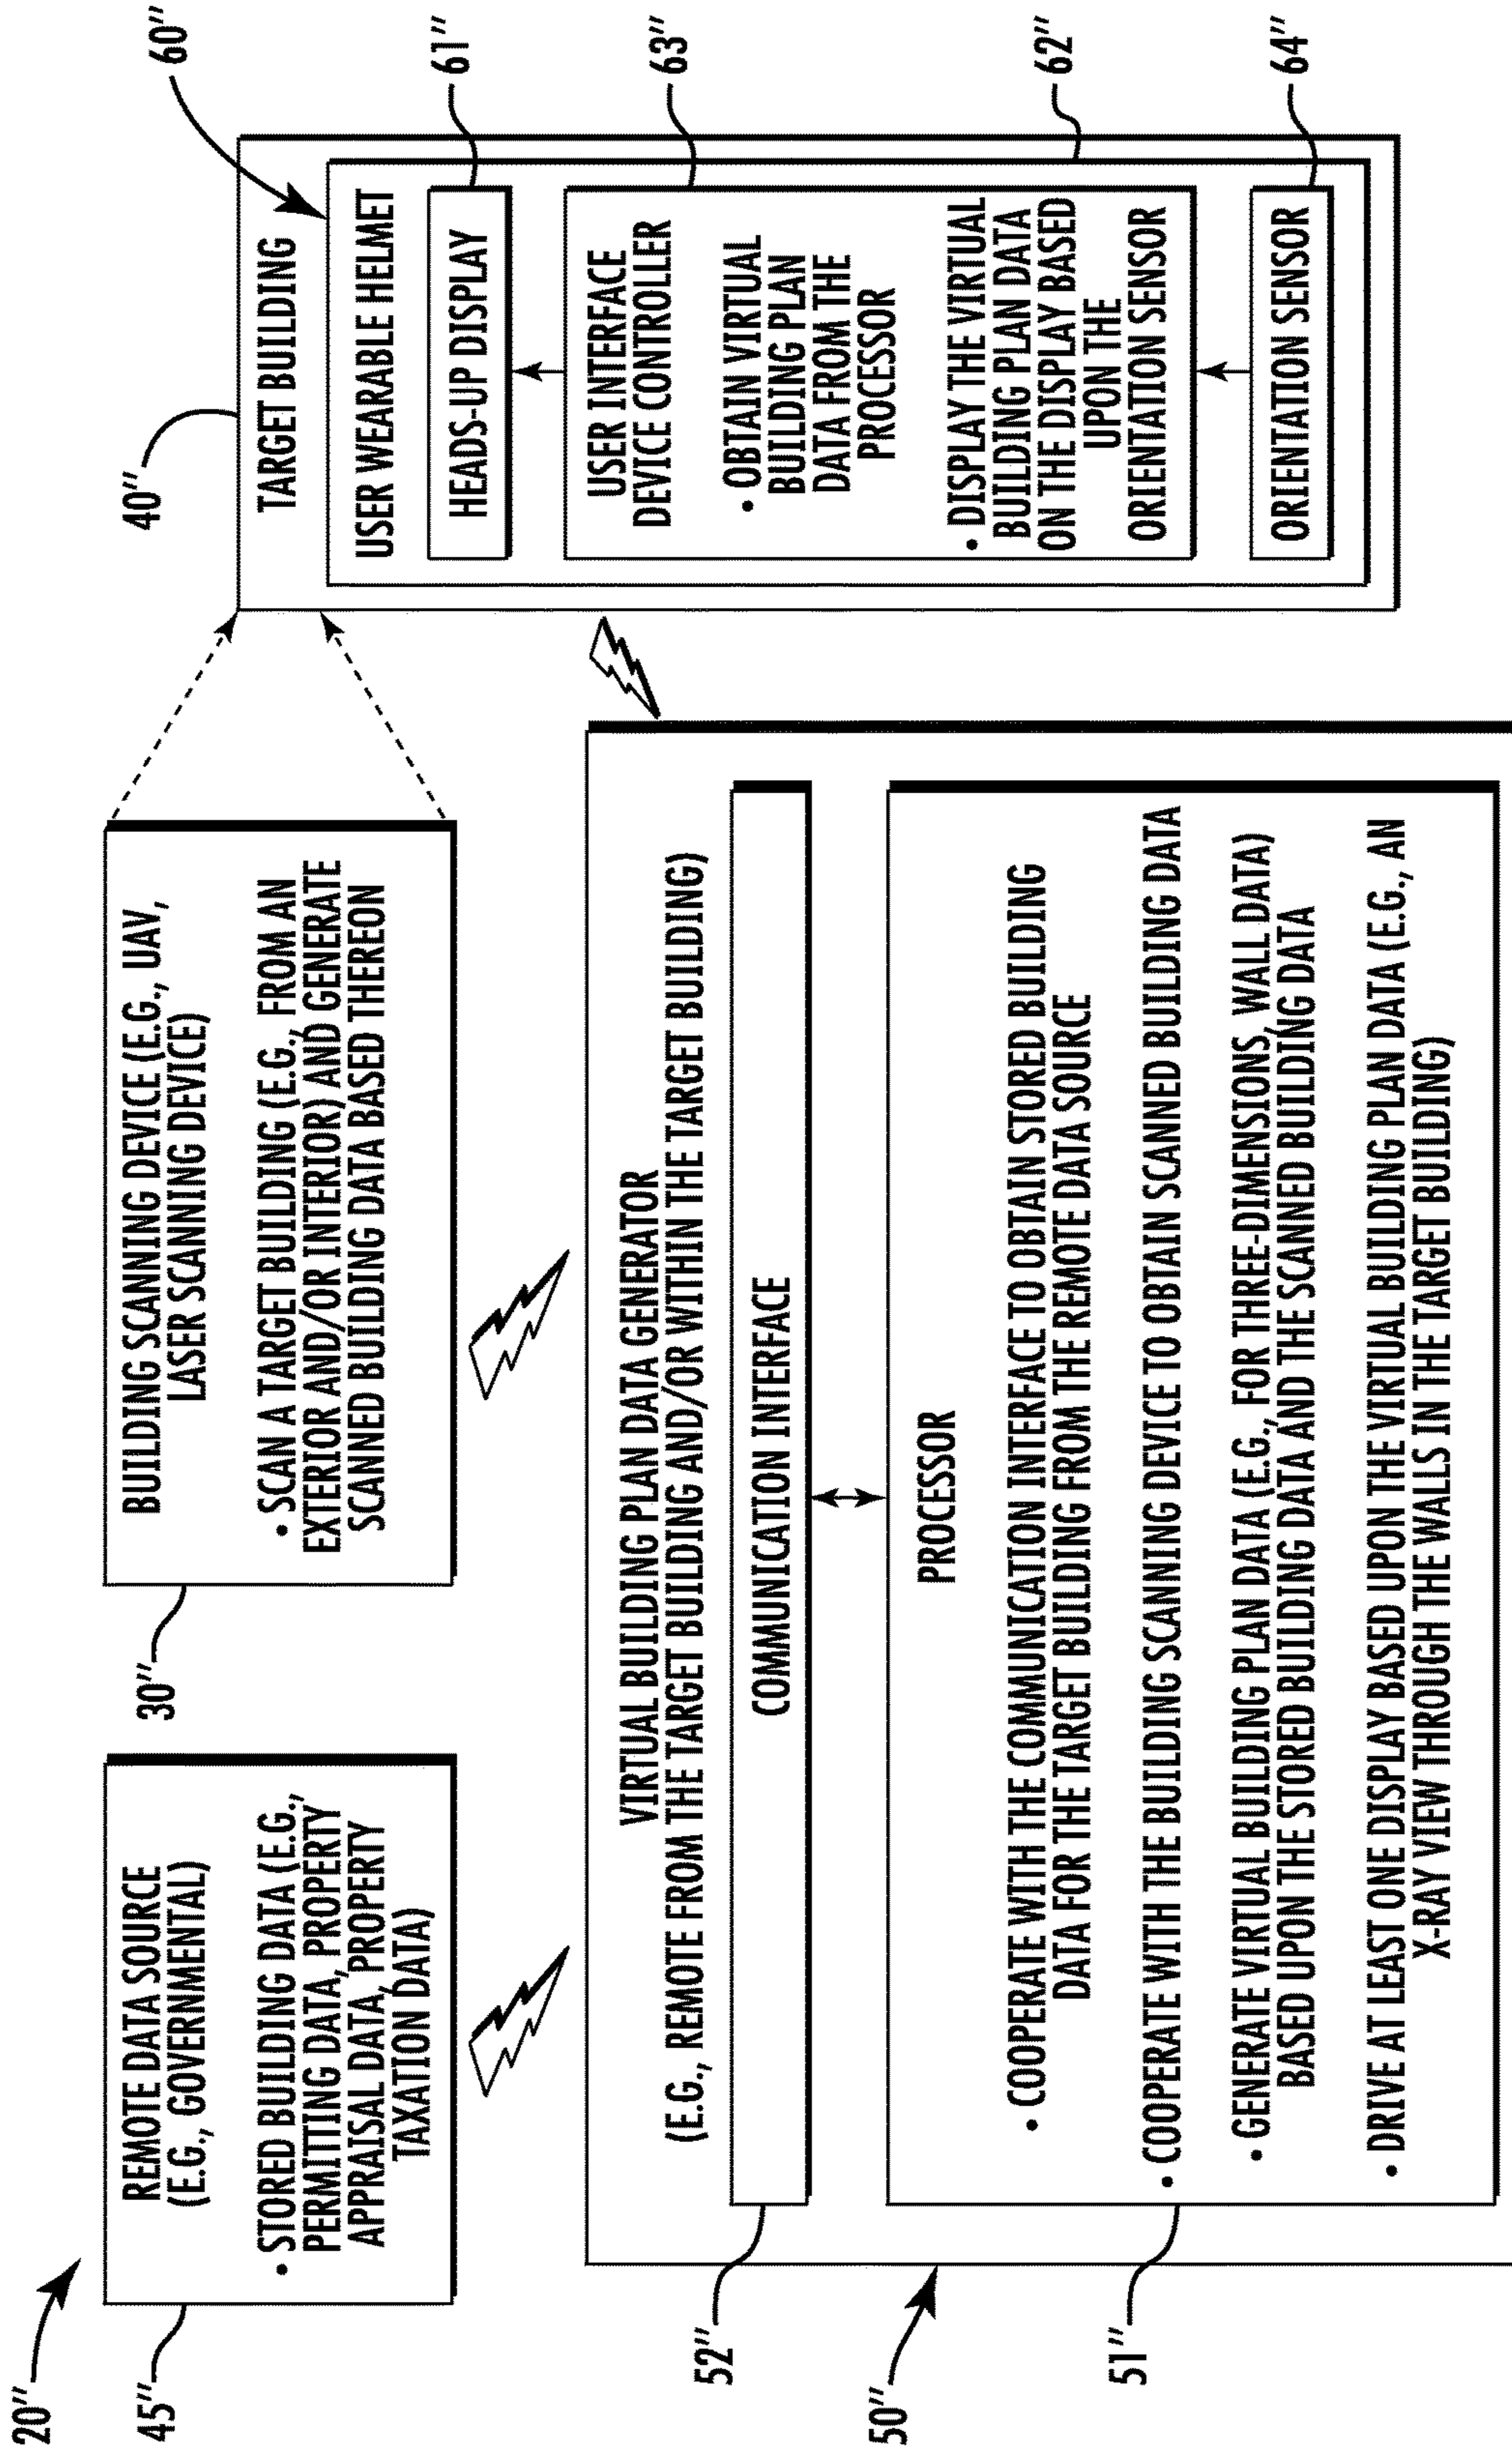 20″
45″
REMOTE DATA SOURCE
(E.G., GOVERNMENTAL)
• STORED BUILDING DATA (E.G.,
PERMITTING DATA, PROPERTY
APPRAISAL DATA, PROPERTY
TAXATION DATA)
30″
BUILDING SCANNING DEVICE (E.G., UAV,
LASER SCANNING DEVICE)
• SCAN A TARGET BUILDING (E.G., FROM AN
EXTERIOR AND/OR INTERIOR) AND GENERATE
SCANNED BUILDING DATA BASED THEREON
40″
TARGET BUILDING
60″
USER WEARABLE HELMET
61″
HEADS-UP DISPLAY
63″
USER INTERFACE
DEVICE CONTROLLER
• OBTAIN VIRTUAL
BUILDING PLAN
DATA FROM THE
PROCESSOR
• DISPLAY THE VIRTUAL
BUILDING PLAN DATA
ON THE DISPLAY BASED
UPON THE
ORIENTATION SENSOR
62″
ORIENTATION SENSOR
64″
50″
VIRTUAL BUILDING PLAN DATA GENERATOR
(E.G., REMOTE FROM THE TARGET BUILDING AND/OR WITHIN THE TARGET BUILDING)
52″
COMMUNICATION INTERFACE
51″
PROCESSOR
• COOPERATE WITH THE COMMUNICATION INTERFACE TO OBTAIN STORED BUILDING
DATA FOR THE TARGET BUILDING FROM THE REMOTE DATA SOURCE
• COOPERATE WITH THE BUILDING SCANNING DEVICE TO OBTAIN SCANNED BUILDING DATA
• GENERATE VIRTUAL BUILDING PLAN DATA (E.G., FOR THREE-DIMENSIONS, WALL DATA)
BASED UPON THE STORED BUILDING DATA AND THE SCANNED BUILDING DATA
• DRIVE AT LEAST ONE DISPLAY BASED UPON THE VIRTUAL BUILDING PLAN DATA (E.G., AN
X-RAY VIEW THROUGH THE WALLS IN THE TARGET BUILDING)